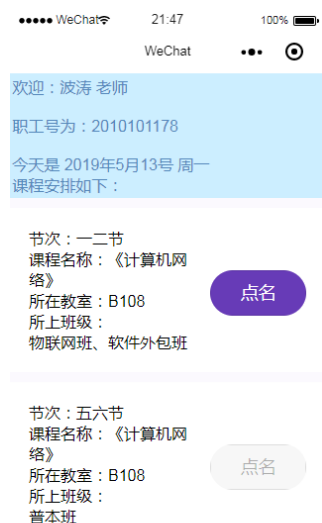 WeChat
21:47
100%
WeChat
欢迎：波涛 老师
职工号为：2010101178
今天是 2019年5月13号 周一
课程安排如下：
节次：一二节
课程名称：《计算机网
络》
所在教室：B108
所上班级：
物联网班、软件外包班
点名
节次：五六节
课程名称：《计算机网
络》
所在教室：B108
所上班级：
普本班
点名